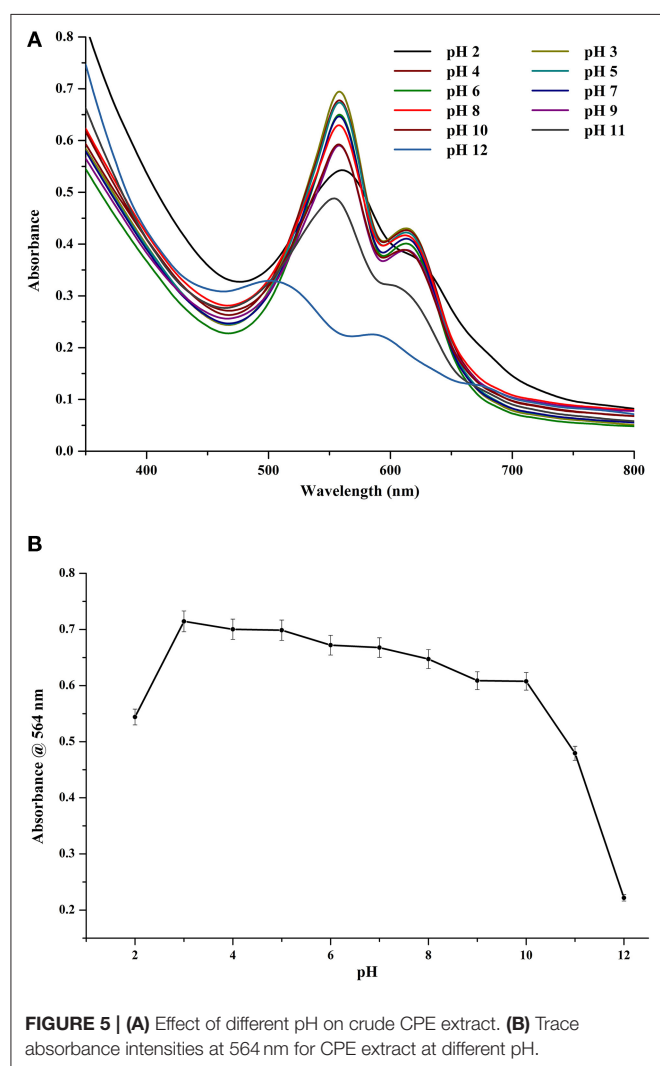 A
pH 2 pH 3
pH 4 pH 5
pH 6 pH 7
pH 8 pH 9
pH 10 pH 11
pH 12
0.8
0.7
0.6
0.5
0.4
0.3
0.2
0.1
0.0
Absorbance
400 500 600 700 800
Wavelength (nm)
B
0.8
0.7
0.6
0.5
0.4
0.3
0.2
Absorbance @ 564 nm
2 4 6 8 10 12
pH
FIGURE 5 | (A) Effect of different pH on crude CPE extract. (B) Trace
absorbance intensities at 564 nm for CPE extract at different pH.